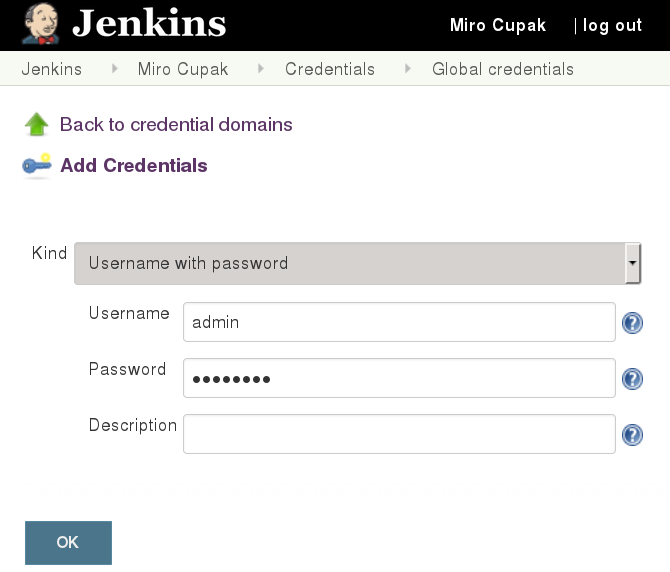 Jenkins
Miro Cupak | log out
Jenkins Miro Cupak Credentials Global credentials
Back to credential domains
Add Credentials
Kind Username with password
Username admin ?
Password •••••••• ?
Description ?
OK